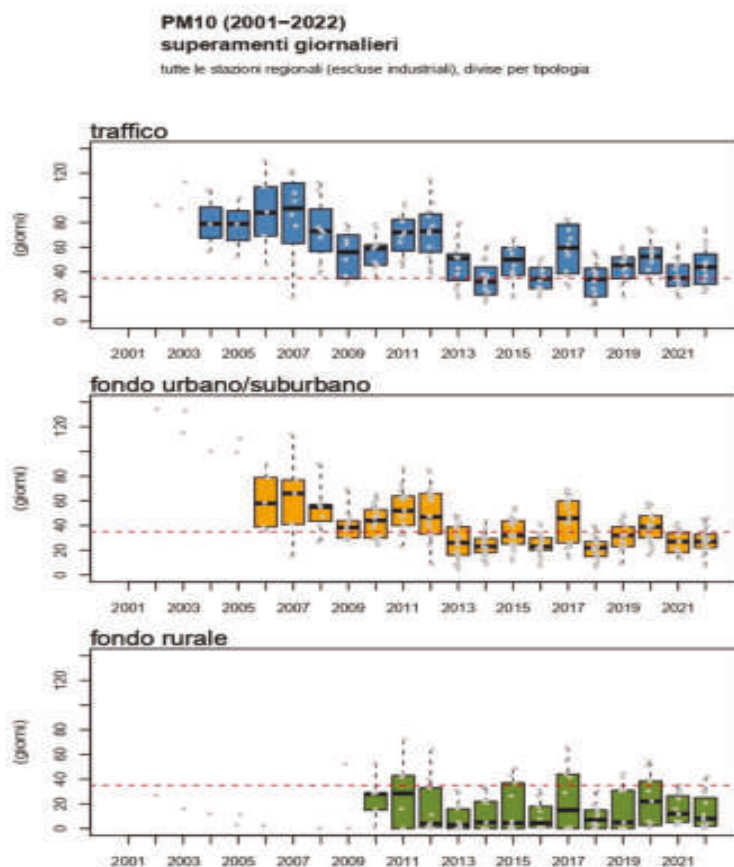 PM10 (2001−2022)
superamenti giornalieri
tutte le stazioni regionali (escluse industriali), divise per tipologia
traffico
(giorni)
120
80
60
40
20
0
2001 2003 2005 2007 2009 2011 2013 2015 2017 2019 2021
fondo urbano/suburbano
(giorni)
120
80
60
40
20
0
2001 2003 2005 2007 2009 2011 2013 2015 2017 2019 2021
fondo rurale
(giorni)
120
80
60
40
20
0
2001 2003 2005 2007 2009 2011 2013 2015 2017 2019 2021